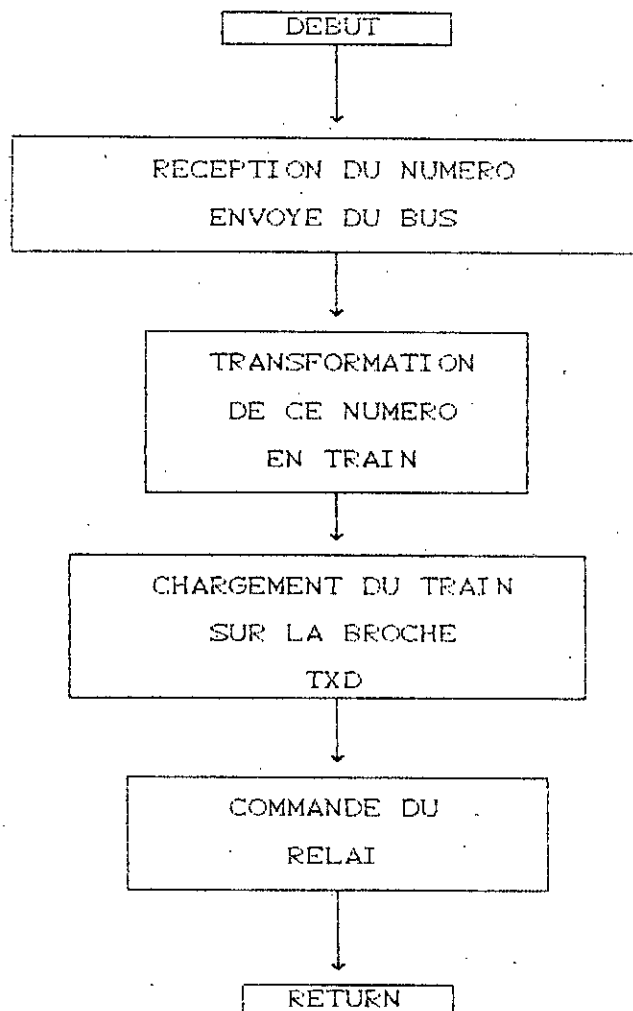 DEBUT
RECEPTION DU NUMERO
ENVOYE DU BUS
TRANSFORMATION
DE CE NUMERO
EN TRAIN
CHARGEMENT DU TRAIN
SUR LA BROCHE
TXD
COMMANDE DU
RELAI
RETURN